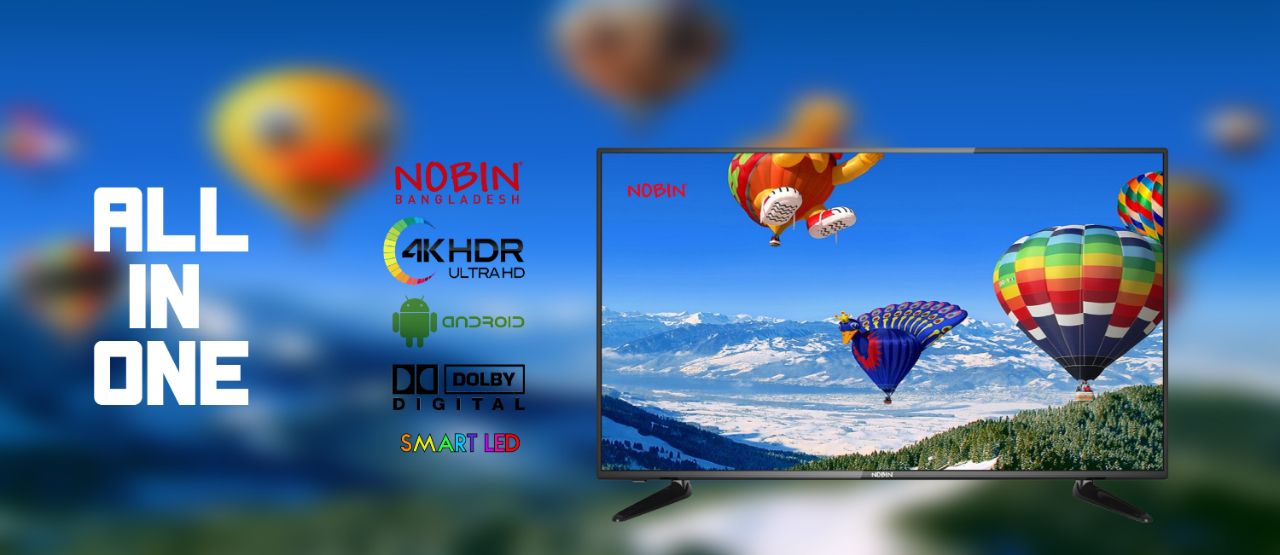 ALL
IN
ONE
NOBIN®
BANGLADESH
4K HDR
ULTRA HD
ANDROID
DOLBY
DIGITAL
SMART LED
NOBIN
NOBIN